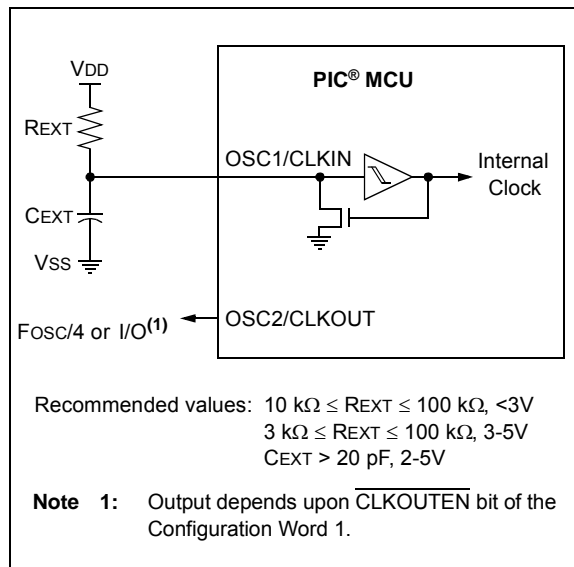 VDD
PIC® MCU
REXT
OSC1/CLKIN
Internal
Clock
CEXT
VSS
OSC2/CLKOUT
FOSC/4 or I/O(1)
Recommended values: 10 kΩ ≤ REXT ≤ 100 kΩ, <3V
3 kΩ ≤ REXT ≤ 100 kΩ, 3-5V
CEXT > 20 pF, 2-5V
Note 1: Output depends upon CLKOUTEN bit of the
Configuration Word 1.